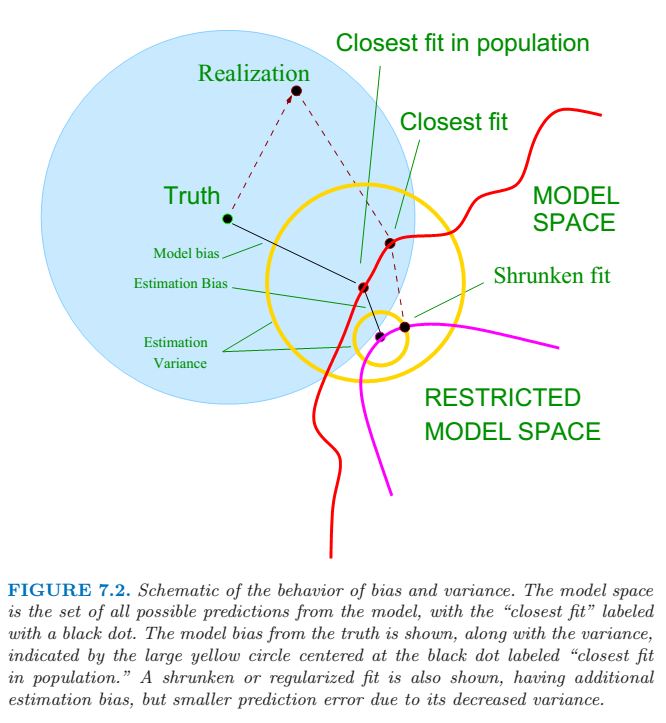 Closest fit in population
Realization
Closest fit
Truth
MODEL
SPACE
Model bias
Shrunken fit
Estimation Bias
Estimation
Variance
RESTRICTED
MODEL SPACE
FIGURE 7.2. Schematic of the behavior of bias and variance. The model space
is the set of all possible predictions from the model, with the “closest fit” labeled
with a black dot. The model bias from the truth is shown, along with the variance,
indicated by the large yellow circle centered at the black dot labeled “closest fit
in population.” A shrunken or regularized fit is also shown, having additional
estimation bias, but smaller prediction error due to its decreased variance.